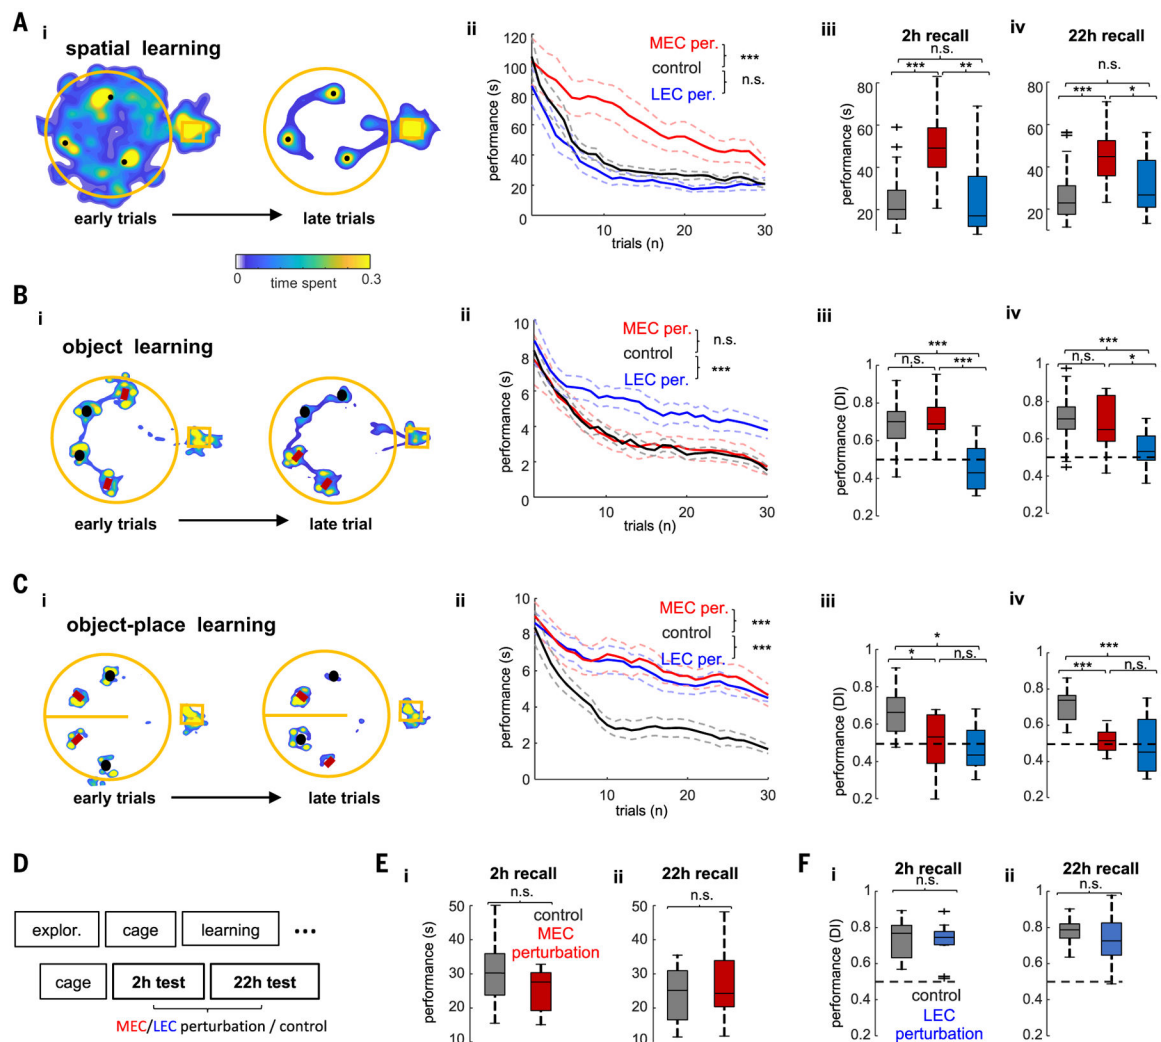 A
i
spatial learning
early trials
late trials
0
0.3
time spent
ii
120
100
80
60
40
20
0
performance (s)
10
20
30
trials (n)
MEC per.
control
LEC per.
***
n.s.
iii
2h recall
n.s.
***
**
80
60
40
20
performance (s)
iv
22h recall
n.s.
***
*
80
60
40
20
B
i
object learning
early trials
late trial
ii
10
8
6
4
2
0
performance (s)
0
10
20
30
trials (n)
MEC per.
control
LEC per.
n.s.
***
iii
***
n.s.
***
1
0.8
0.6
0.4
0.2
performance (DI)
iv
***
n.s.
*
1
0.8
0.6
0.4
0.2
C
i
object-place learning
early trials
late trials
ii
10
8
6
4
2
0
performance (s)
10
20
30
trials (n)
MEC per.
control
LEC per.
***
***
iii
*
*
n.s.
1
0.8
0.6
0.4
0.2
performance (DI)
iv
***
***
n.s.
1
0.8
0.6
0.4
0.2
D
explor.
cage
learning
...
cage
2h test
22h test
MEC/LEC perturbation / control
E
i
2h recall
n.s.
control
MEC
perturbation
50
40
30
20
10
performance (s)
ii
22h recall
n.s.
50
40
30
20
10
F
i
2h recall
n.s.
1
0.8
0.6
0.4
0.2
performance (DI)
control
LEC
perturbation
ii
22h recall
n.s.
1
0.8
0.6
0.4
0.2